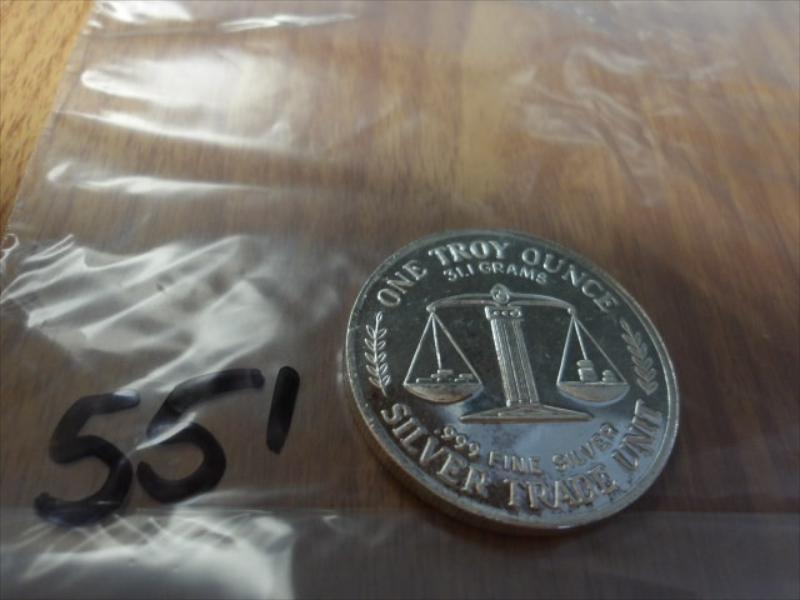 ONE TROY OUNCE
31.1 GRAMS
.999 FINE SILVER
SILVER TRADE UNIT
551